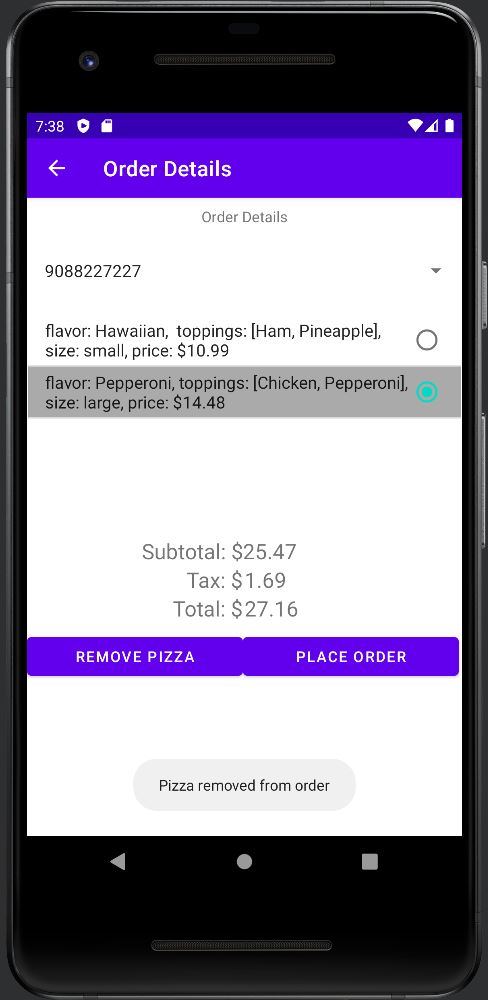 7:38
Order Details
Order Details
9088227227
flavor: Hawaiian,  toppings: [Ham, Pineapple],
size: small, price: $10.99
flavor: Pepperoni, toppings: [Chicken, Pepperoni],
size: large, price: $14.48
Subtotal: $25.47
Tax: $1.69
Total: $27.16
REMOVE PIZZA PLACE ORDER
Pizza removed from order